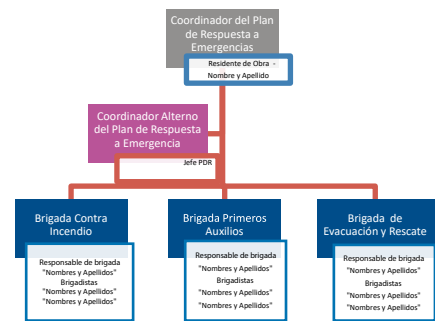 Coordinador del Plan
de Respuesta a
Emergencias
Residente de Obra -
Nombre y Apellido
Coordinador Alterno
del Plan de Respuesta
a Emergencia
Jefe PDR
Brigada Contra
Incendio
Responsable de brigada
"Nombres y Apellidos"
Brigadistas
"Nombres y Apellidos"
"Nombres y Apellidos"
Brigada Primeros
Auxilios
Responsable de brigada
"Nombres y Apellidos"
Brigadistas
"Nombres y Apellidos"
"Nombres y Apellidos"
Brigada de
Evacuación y Rescate
Responsable de brigada
"Nombres y Apellidos"
Brigadistas
"Nombres y Apellidos"
"Nombres y Apellidos"